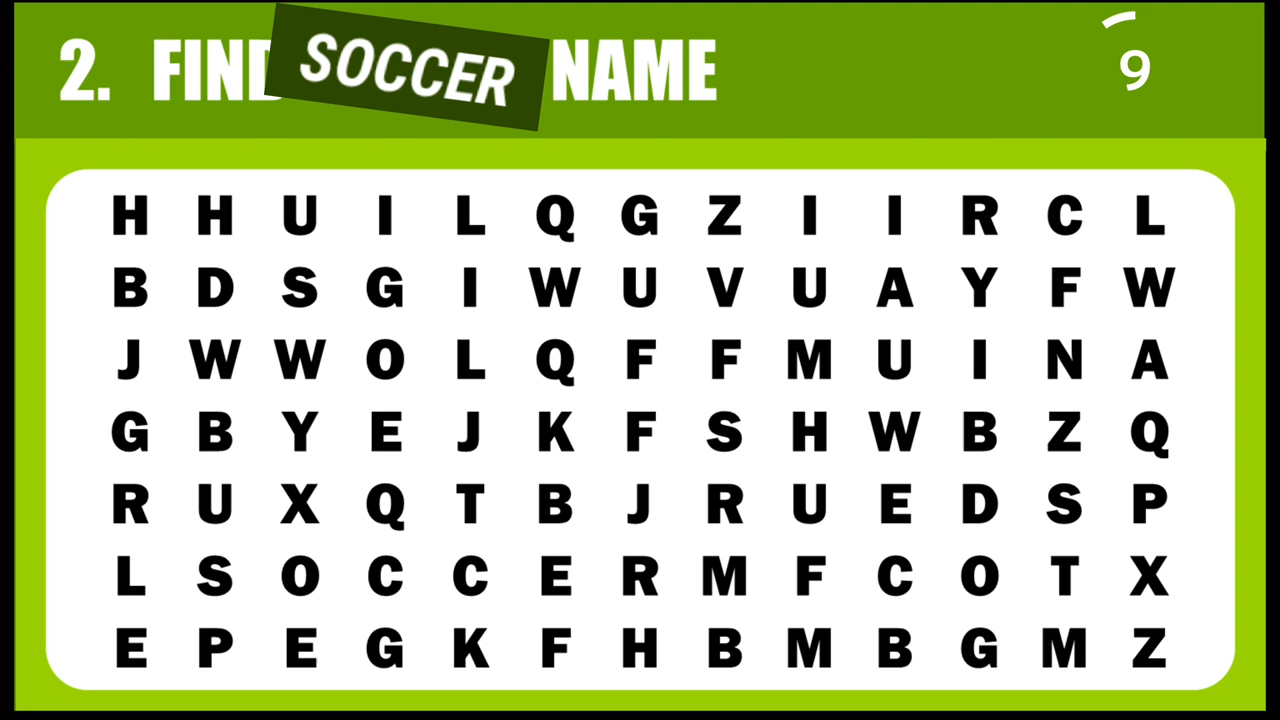 2. FIND SOCCER NAME
9
H H U I L Q G Z I I R C L
B D S G I W U V U A Y F W
J W W O L Q F F M U I N A
G B Y E J K F S H W B Z Q
R U X Q T B J R U E D S P
L S O C C E R M F C O T X
E P E G K F H B M B G M Z